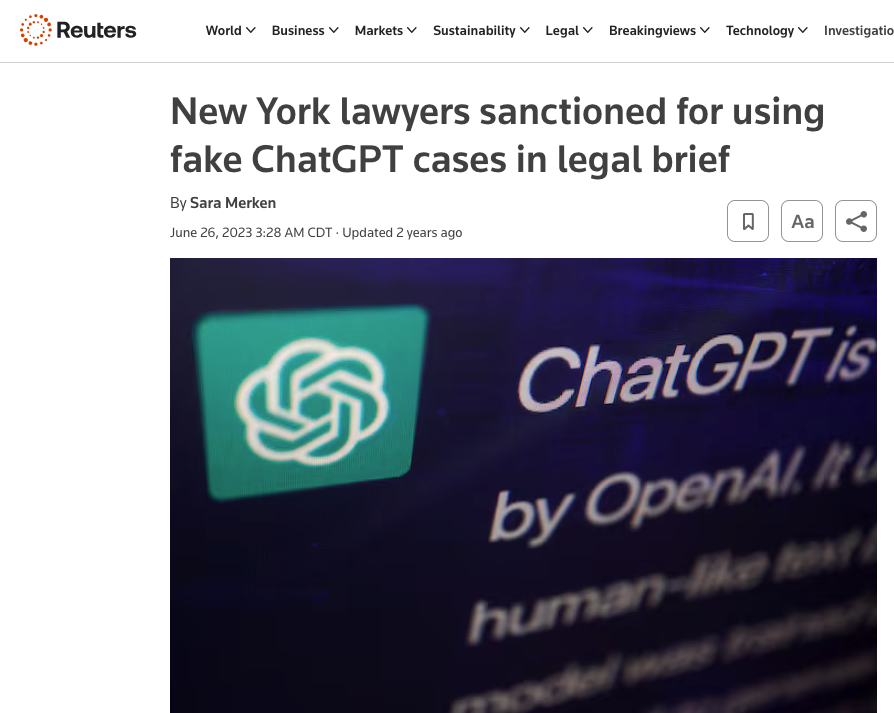 Reuters
World Business Markets Sustainability Legal Breakingviews Technology Investigatio
New York lawyers sanctioned for using
fake ChatGPT cases in legal brief
By Sara Merken
June 26, 2023 3:28 AM CDT · Updated 2 years ago
Aa
ChatGPT is
by OpenAI. It
human-like text
model was trained